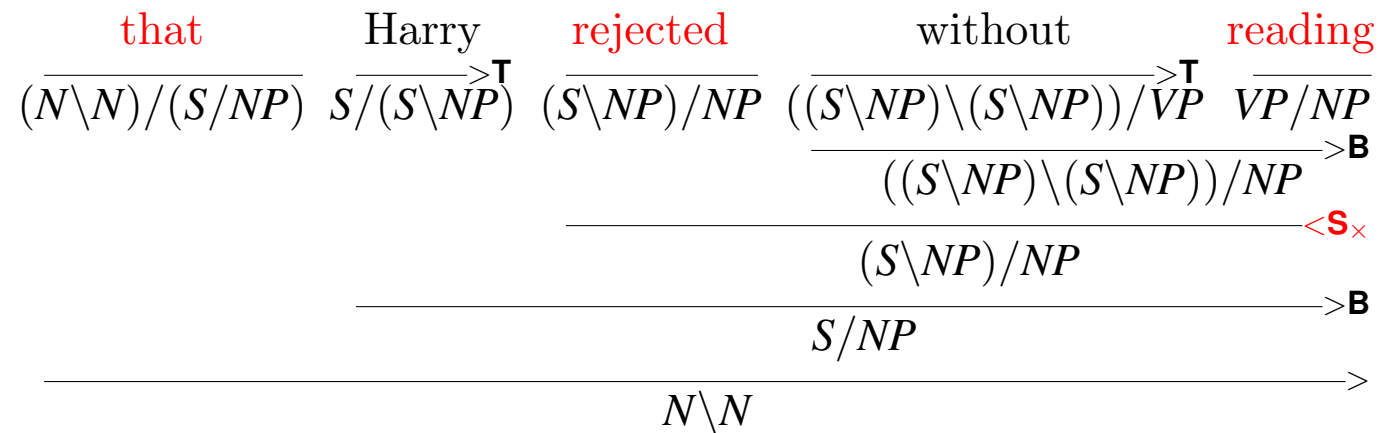 that Harry rejected without reading
>T >T
(N\N)/(S/NP) S/(S\NP) (S\NP)/NP ((S\NP)\(S\NP))/VP VP/NP
>B
((S\NP)\(S\NP))/NP
<S×
(S\NP)/NP
>B
S/NP
>
N\N